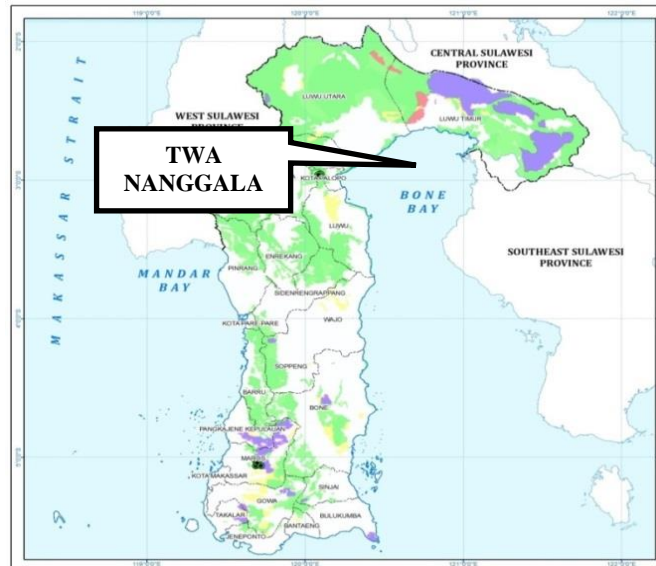 CENTRAL SULAWESI
PROVINCE
LUWU UTARA
WEST SULAWESI
LUWU TIMUR
TWA
NANGGALA
BONE
BAY
LUWU
SOUTHEAST SULAWESI
PROVINCE
ENREKANG
PINRANG
MANDAR
BAY
MAKASSAR STRAIT
SIDENRENGRAPPANG
WAJO
KOTA PARE-PARE
SOPPENG
BARRU
BONE
PANGKAJENE KEPULAUAN
MAROS
KOTA MAKASSAR
SINJAI
GOWA
TAKALAR
BULUKUMBA
BANTAENG
JENEPONTO